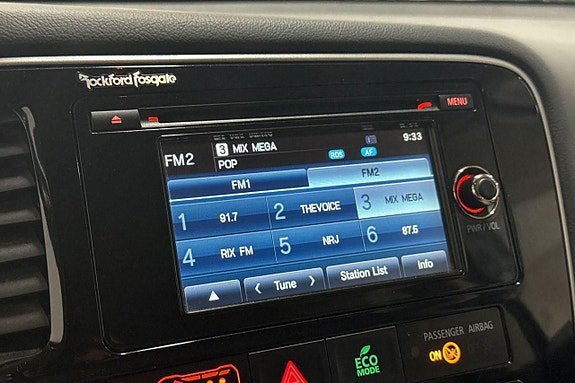 Rockford Fosgate
MENU
FM2 3 MIX MEGA 9:33
POP RDS AF
FM1 FM2
1 91.7 2 THEVOICE 3 MIX MEGA
4 RIX FM 5 NRJ 6 87.5
< Tune > Station List Info
PWR/VOL
ECO
MODE
PASSENGER AIRBAG
ON